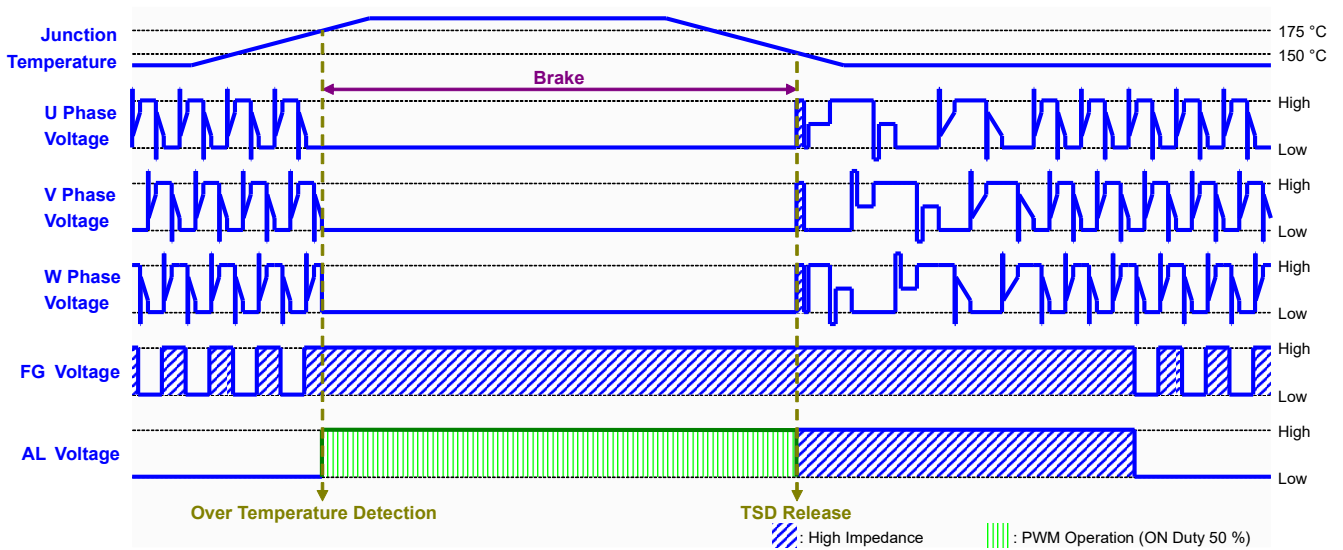 Junction
Temperature
175 °C
150 °C
Brake
U Phase
Voltage
High
Low
V Phase
Voltage
High
Low
W Phase
Voltage
High
Low
FG Voltage
High
Low
AL Voltage
High
Low
Over Temperature Detection
TSD Release
: High Impedance
: PWM Operation (ON Duty 50 %)